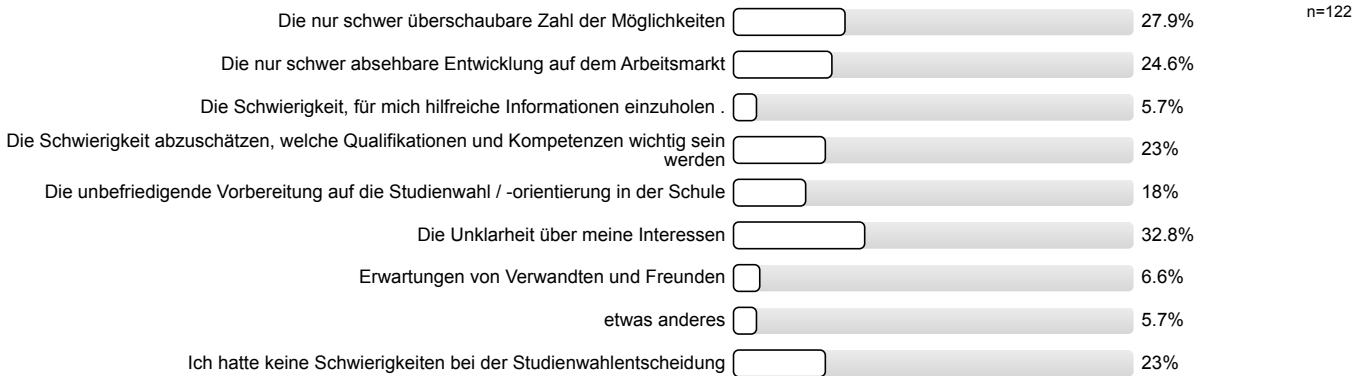 Die nur schwer überschaubare Zahl der Möglichkeiten 27.9% n=122
Die nur schwer absehbare Entwicklung auf dem Arbeitsmarkt 24.6%
Die Schwierigkeit, für mich hilfreiche Informationen einzuholen . 5.7%
Die Schwierigkeit abzuschätzen, welche Qualifikationen und Kompetenzen wichtig sein
werden 23%
Die unbefriedigende Vorbereitung auf die Studienwahl / -orientierung in der Schule 18%
Die Unklarheit über meine Interessen 32.8%
Erwartungen von Verwandten und Freunden 6.6%
etwas anderes 5.7%
Ich hatte keine Schwierigkeiten bei der Studienwahlentscheidung 23%